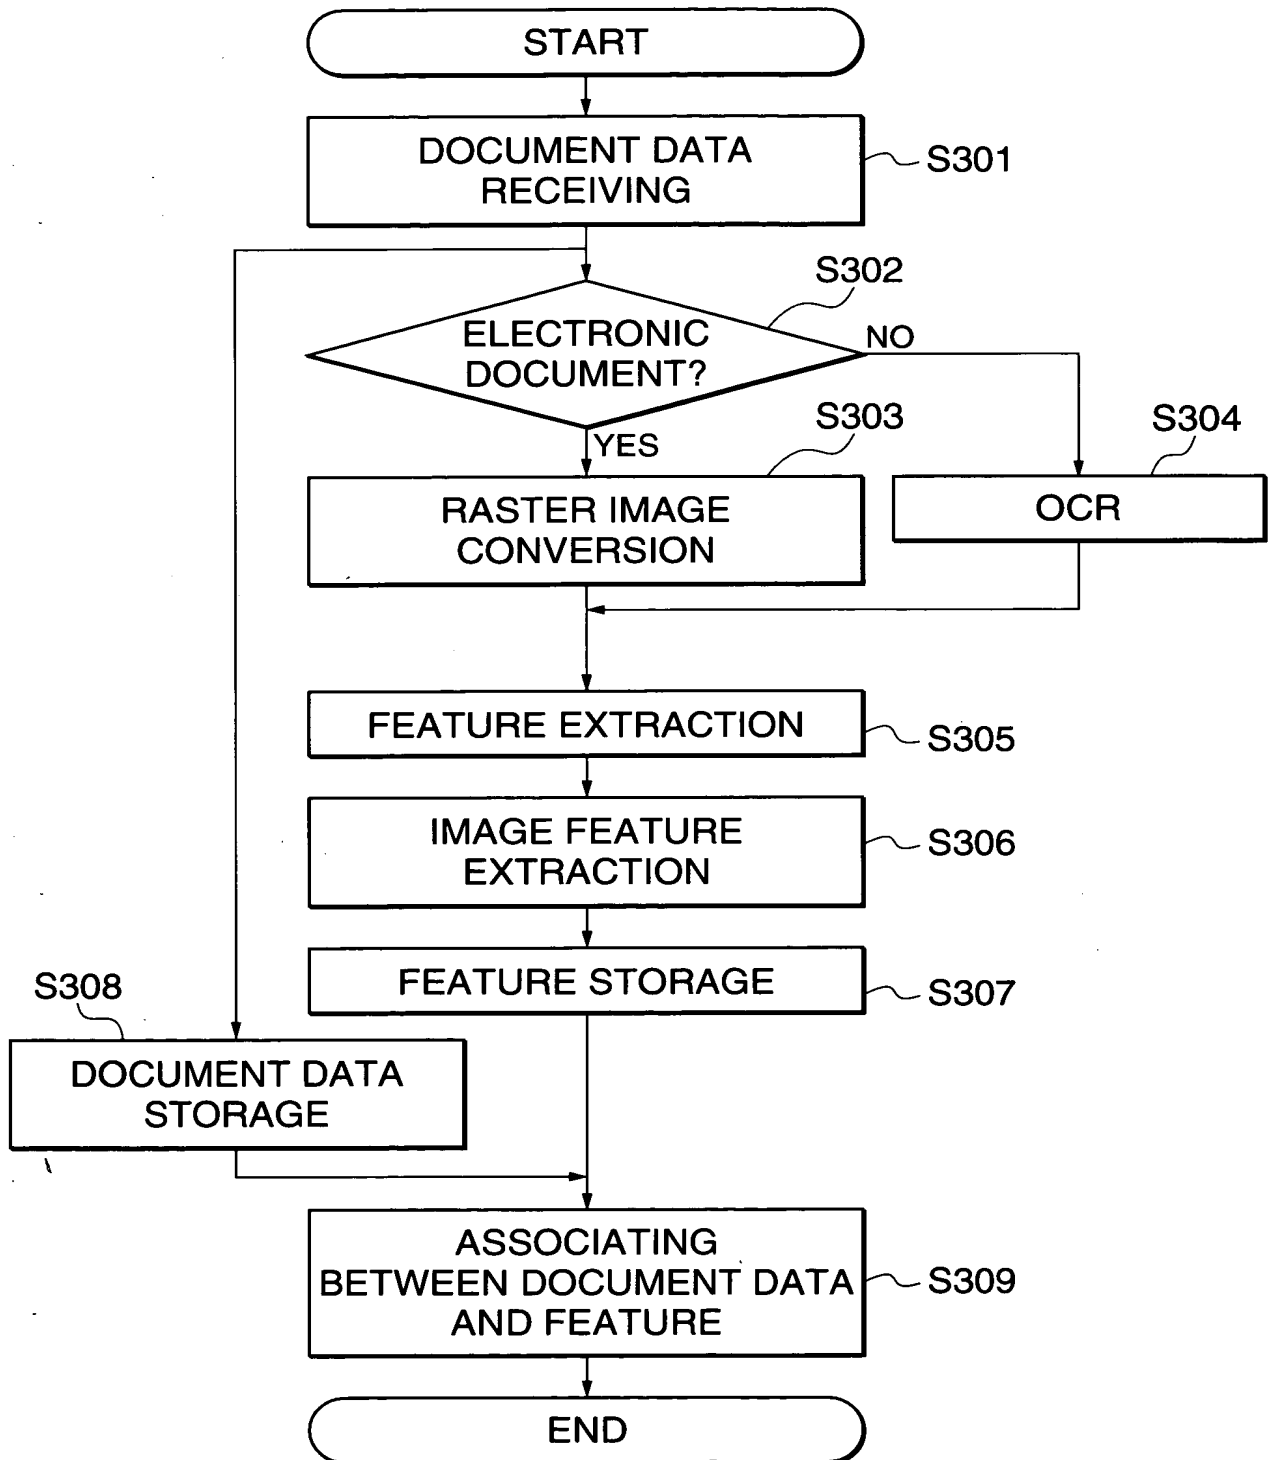 START
DOCUMENT DATA
RECEIVING
S301
S302
ELECTRONIC
DOCUMENT?
NO
YES
S303
S304
RASTER IMAGE
CONVERSION
OCR
FEATURE EXTRACTION
S305
IMAGE FEATURE
EXTRACTION
S306
FEATURE STORAGE
S307
S308
DOCUMENT DATA
STORAGE
ASSOCIATING
BETWEEN DOCUMENT DATA
AND FEATURE
S309
END